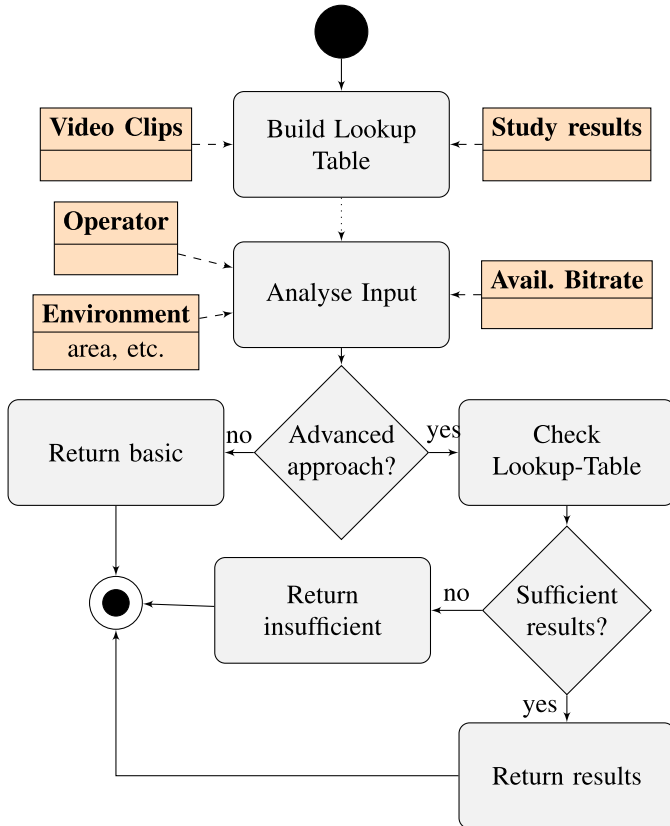 Video Clips
Build Lookup
Table
Study results
Operator
Analyse Input
Avail. Bitrate
Environment
area, etc.
Return basic
no
Advanced
approach?
yes
Check
Lookup-Table
Return
insufficient
no
Sufficient
results?
yes
Return results